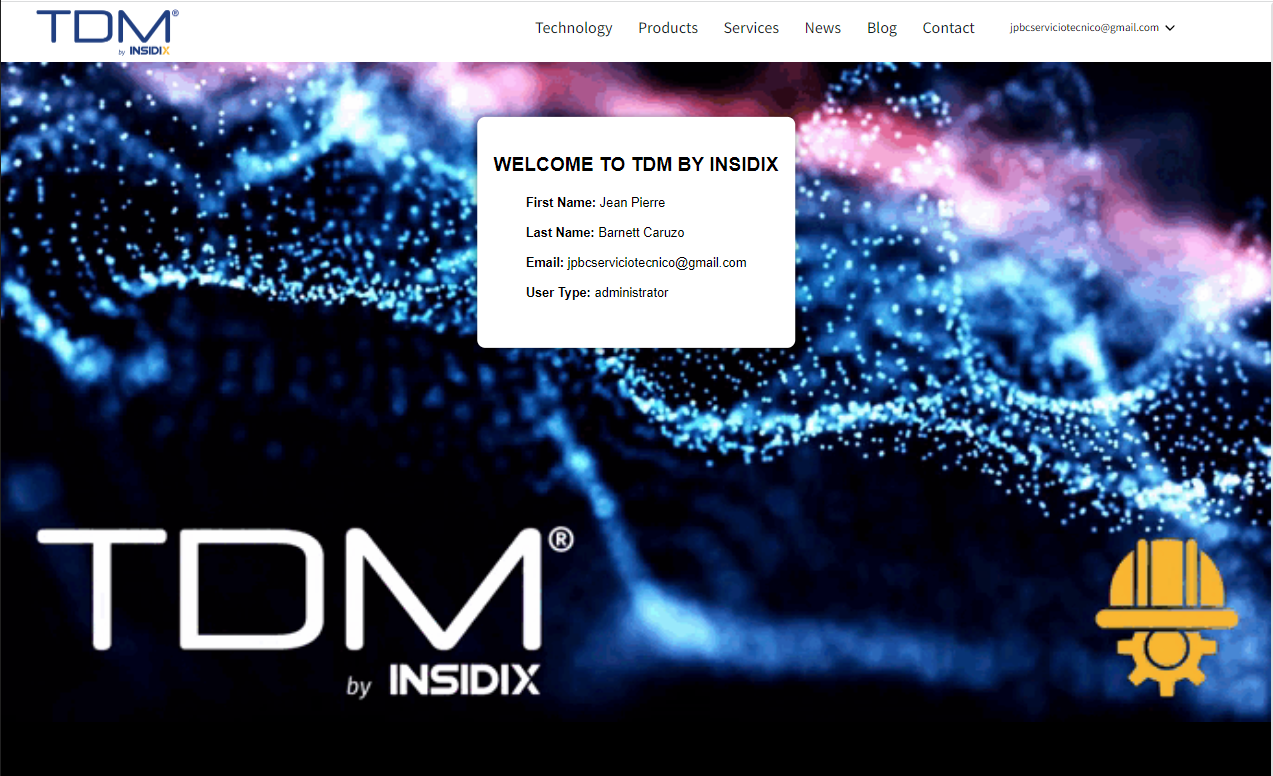 TDM®
by INSIDIX
Technology Products Services News Blog Contact jpbcserviciotecnico@gmail.com
WELCOME TO TDM BY INSIDIX
First Name: Jean Pierre
Last Name: Barnett Caruzo
Email: jpbcserviciotecnico@gmail.com
User Type: administrator
TDM®
by INSIDIX